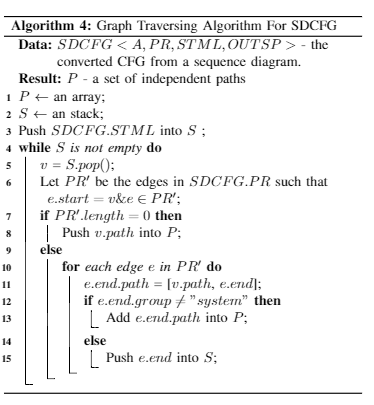 Algorithm 4: Graph Traversing Algorithm For SDCFG
Data: SDCFG < A, PR, STML, OUTSP > - the
converted CFG from a sequence diagram.
Result: P - a set of independent paths
1 P ← an array;
2 S ← an stack;
3 Push SDCFG.STML into S ;
4 while S is not empty do
5 v = S.pop();
6 Let PR′ be the edges in SDCFG.PR such that
e.start = v&e ∈ PR′;
7 if PR′.length = 0 then
8 Push v.path into P;
9 else
10 for each edge e in PR′ do
11 e.end.path = [v.path, e.end];
12 if e.end.group ≠ ”system” then
13 Add e.end.path into P;
14 else
15 Push e.end into S;